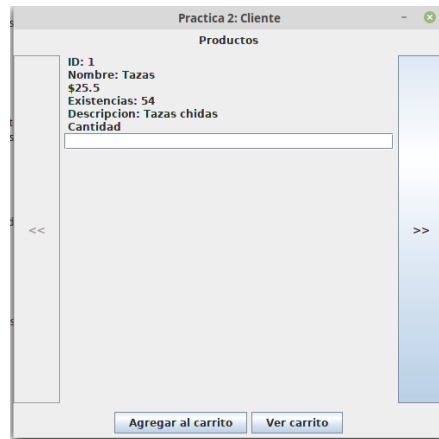 Practica 2: Cliente
Productos
ID: 1
Nombre: Tazas
$25.5
Existencias: 54
Descripcion: Tazas chidas
Cantidad
<<
>>
Agregar al carrito
Ver carrito